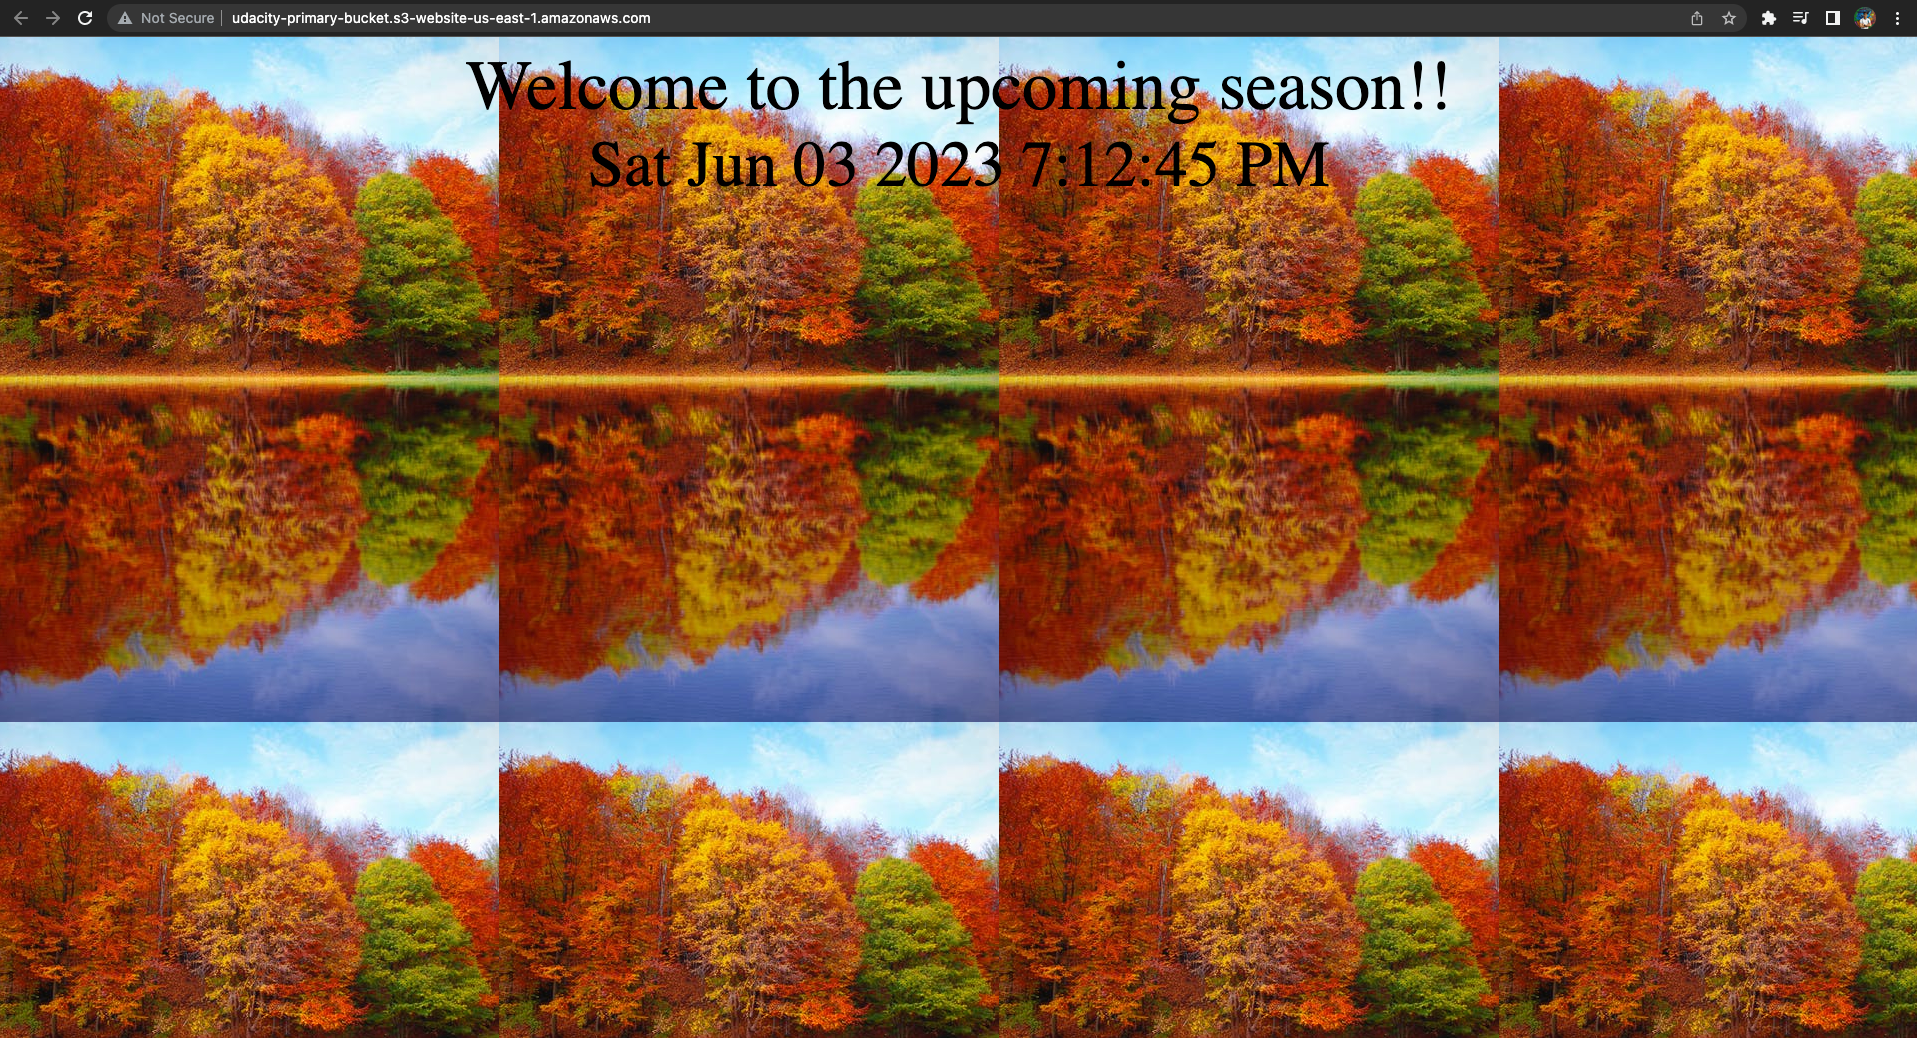 Not Secure udacity-primary-bucket.s3-website-us-east-1.amazonaws.com
Welcome to the upcoming season!!
Sat Jun 03 2023 7:12:45 PM